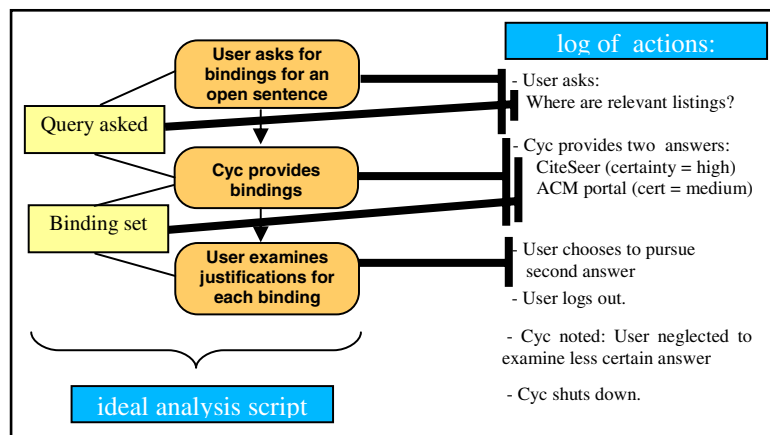 User asks for
bindings for an
open sentence
Query asked
Cyc provides
bindings
Binding set
User examines
justifications for
each binding
ideal analysis script
log of  actions:
- User asks:
Where are relevant listings?
- Cyc provides two answers:
CiteSeer (certainty = high)
ACM portal (cert = medium)
- User chooses to pursue
second answer
- User logs out.
- Cyc noted: User neglected to
examine less certain answer
- Cyc shuts down.